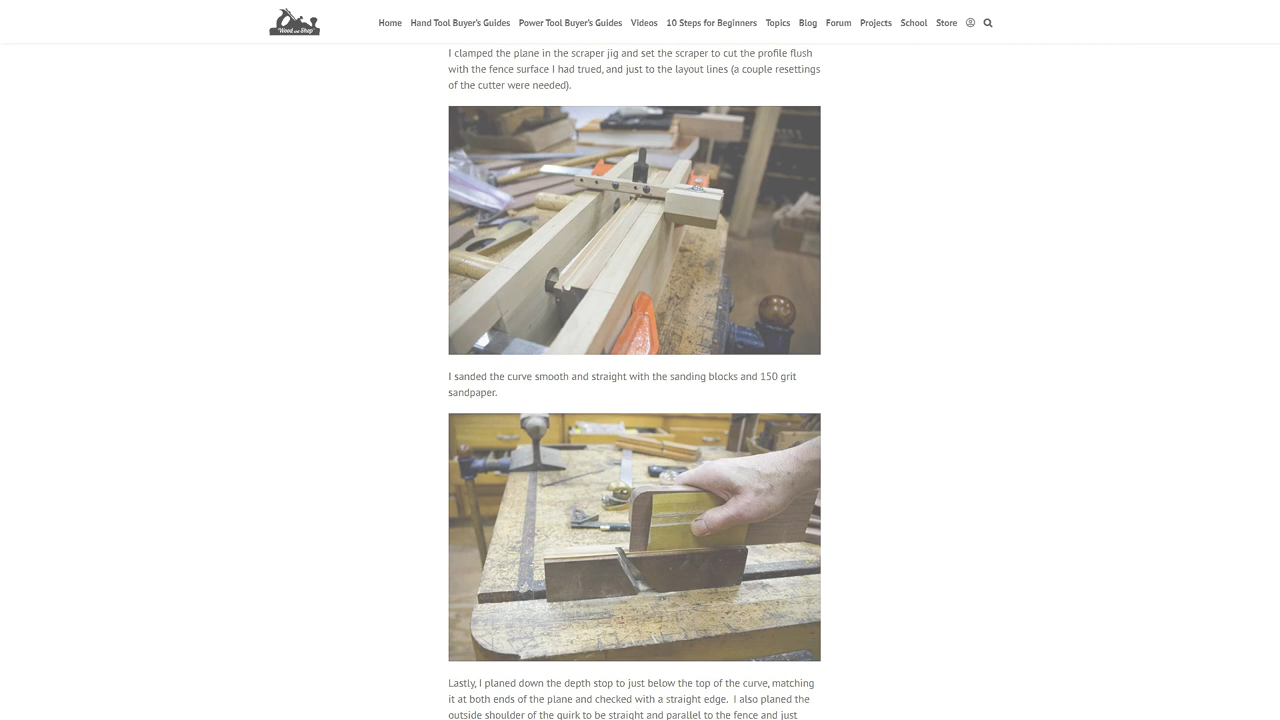 Wood and Shop
Home Hand Tool Buyer's Guides Power Tool Buyer's Guides Videos 10 Steps for Beginners Topics Blog Forum Projects School Store
I clamped the plane in the scraper jig and set the scraper to cut the profile flush
with the fence surface I had trued, and just to the layout lines (a couple resettings
of the cutter were needed).
I sanded the curve smooth and straight with the sanding blocks and 150 grit
sandpaper.
Lastly, I planed down the depth stop to just below the top of the curve, matching
it at both ends of the plane and checked with a straight edge.  I also planed the
outside shoulder of the quirk to be straight and parallel to the fence and just